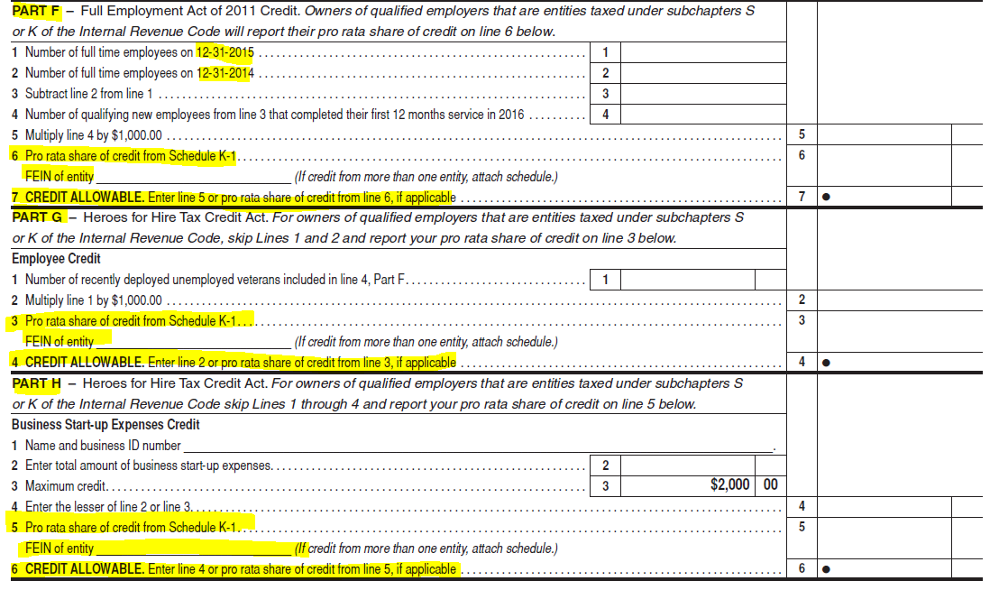 PART F – Full Employment Act of 2011 Credit. Owners of qualified employers that are entities taxed under subchapters S
or K of the Internal Revenue Code will report their pro rata share of credit on line 6 below.
1 Number of full time employees on 12-31-2015 1
2 Number of full time employees on 12-31-2014 2
3 Subtract line 2 from line 1 3
4 Number of qualifying new employees from line 3 that completed their first 12 months service in 2016 4
5 Multiply line 4 by $1,000.00 5
6 Pro rata share of credit from Schedule K-1 6
FEIN of entity (If credit from more than one entity, attach schedule.)
7 CREDIT ALLOWABLE. Enter line 5 or pro rata share of credit from line 6, if applicable 7 ●
PART G – Heroes for Hire Tax Credit Act. For owners of qualified employers that are entities taxed under subchapters S
or K of the Internal Revenue Code, skip Lines 1 and 2 and report your pro rata share of credit on line 3 below.
Employee Credit
1 Number of recently deployed unemployed veterans included in line 4, Part F 1
2 Multiply line 1 by $1,000.00 2
3 Pro rata share of credit from Schedule K-1 3
FEIN of entity (If credit from more than one entity, attach schedule.)
4 CREDIT ALLOWABLE. Enter line 2 or pro rata share of credit from line 3, if applicable 4 ●
PART H – Heroes for Hire Tax Credit Act. For owners of qualified employers that are entities taxed under subchapters S
or K of the Internal Revenue Code skip Lines 1 through 4 and report your pro rata share of credit on line 5 below.
Business Start-up Expenses Credit
1 Name and business ID number .
2 Enter total amount of business start-up expenses 2
3 Maximum credit 3 $2,000 00
4 Enter the lesser of line 2 or line 3 4
5 Pro rata share of credit from Schedule K-1 5
FEIN of entity (If credit from more than one entity, attach schedule.)
6 CREDIT ALLOWABLE. Enter line 4 or pro rata share of credit from line 5, if applicable 6 ●